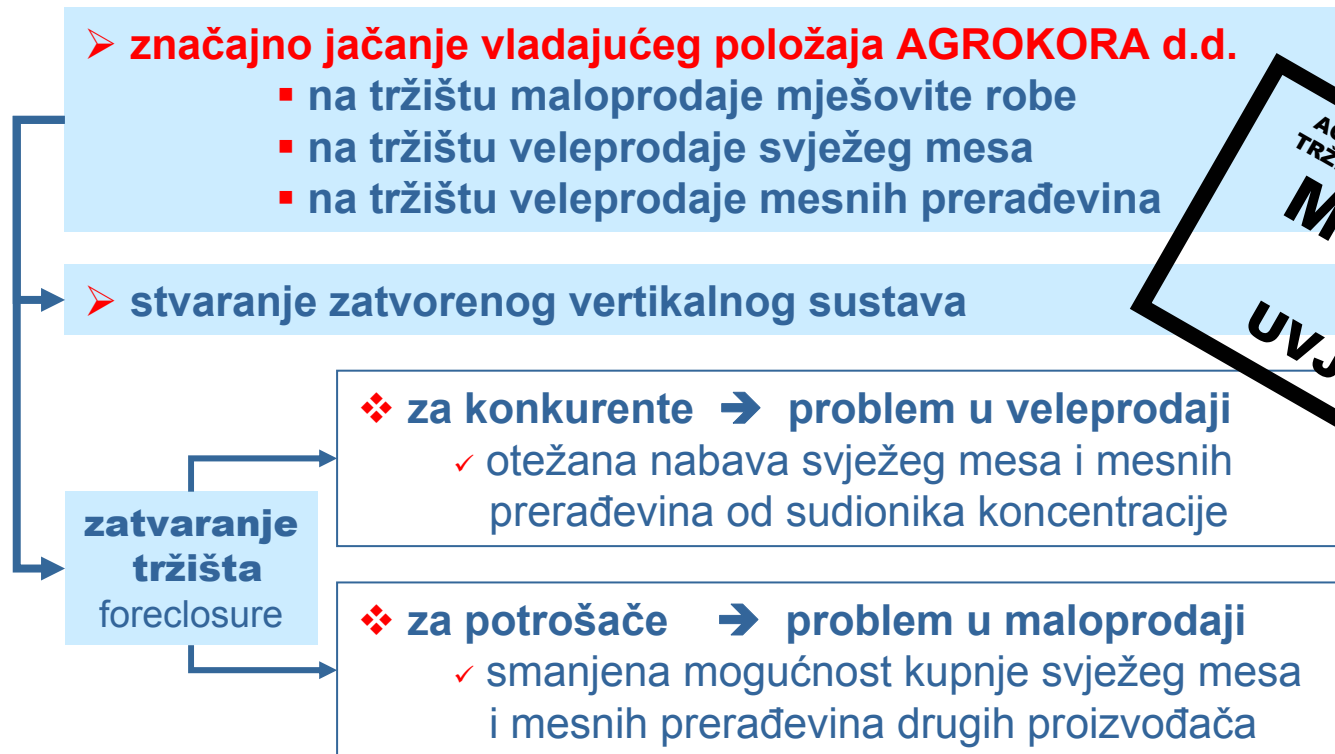 ➢ značajno jačanje vladajućeg položaja AGROKORA d.d.
▪ na tržištu maloprodaje mješovite robe
▪ na tržištu veleprodaje svježeg mesa
▪ na tržištu veleprodaje mesnih prerađevina
➢ stvaranje zatvorenog vertikalnog sustava
❖ za konkurente ➔ problem u veleprodaji
✓ otežana nabava svježeg mesa i mesnih
prerađevina od sudionika koncentracije
zatvaranje
tržišta
foreclosure
❖ za potrošače ➔ problem u maloprodaji
✓ smanjena mogućnost kupnje svježeg mesa
i mesnih prerađevina drugih proizvođača